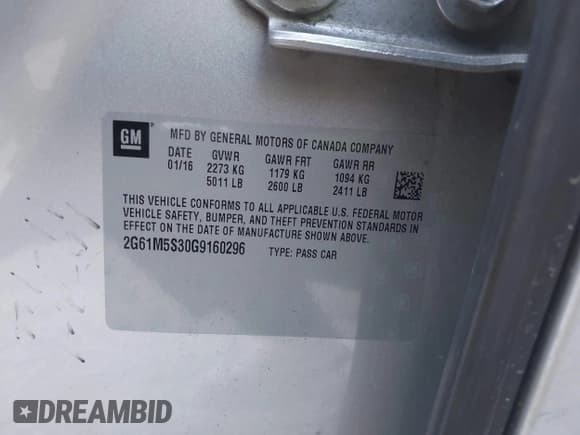 GM
MFD BY GENERAL MOTORS OF CANADA COMPANY
DATE GVWR GAWR FRT GAWR RR
01/16 2273 KG 1179 KG 1094 KG
5011 LB 2600 LB 2411 LB
THIS VEHICLE CONFORMS TO ALL APPLICABLE U.S. FEDERAL MOTOR
VEHICLE SAFETY, BUMPER, AND THEFT PREVENTION STANDARDS IN
EFFECT ON THE DATE OF MANUFACTURE SHOWN ABOVE.
2G61M5S30G9160296 TYPE: PASS CAR
DREAMBID